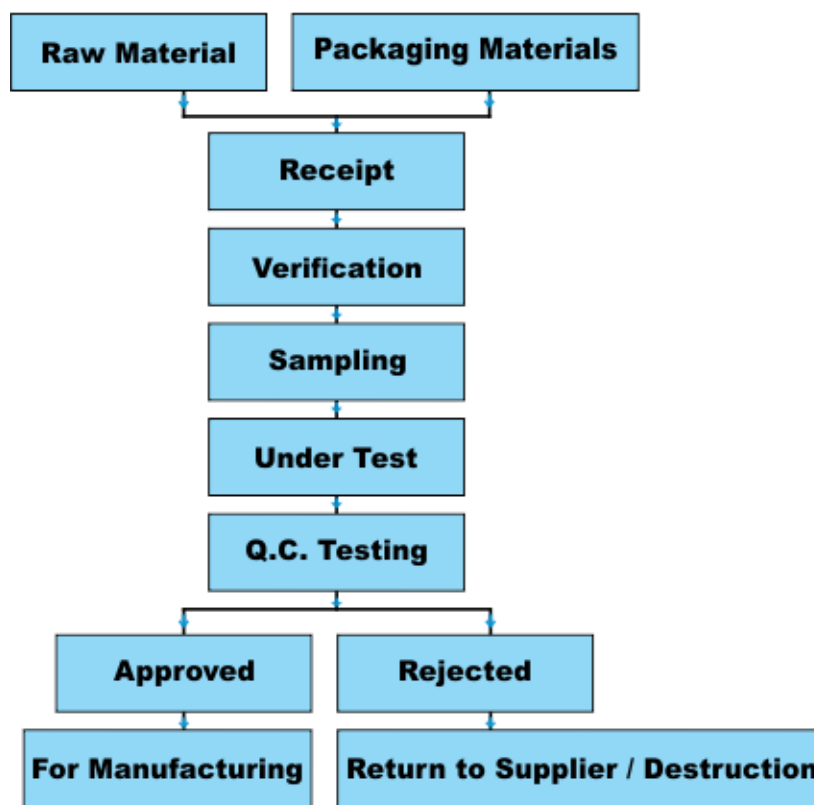 Raw Material
Packaging Materials
Receipt
Verification
Sampling
Under Test
Q.C. Testing
Approved
Rejected
For Manufacturing
Return to Supplier / Destruction